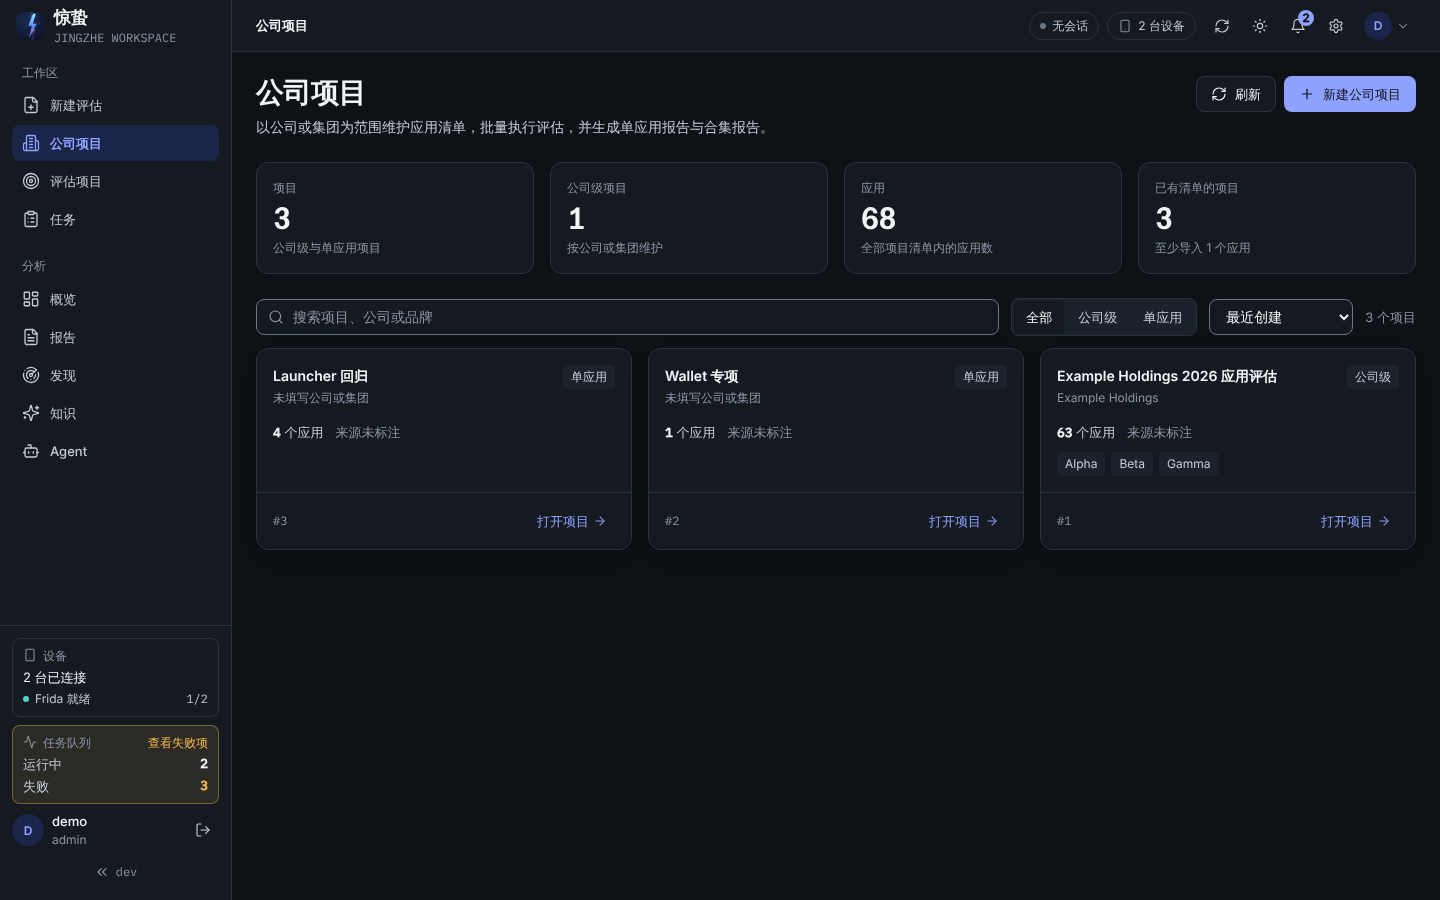 惊蛰
JINGZHE WORKSPACE
工作区
新建评估
公司项目
评估项目
任务
分析
概览
报告
发现
知识
Agent
设备
2 台已连接
Frida 就绪 1/2
任务队列 查看失败项
运行中 2
失败 3
D demo
admin
dev
公司项目 无会话 2 台设备 2 D
公司项目
以公司或集团为范围维护应用清单，批量执行评估，并生成单应用报告与合集报告。
刷新 新建公司项目
项目
3
公司级与单应用项目
公司级项目
1
按公司或集团维护
应用
68
全部项目清单内的应用数
已有清单的项目
3
至少导入 1 个应用
搜索项目、公司或品牌 全部 公司级 单应用 最近创建 3 个项目
Launcher 回归 单应用
未填写公司或集团
4 个应用 来源未标注
#3 打开项目
Wallet 专项 单应用
未填写公司或集团
1 个应用 来源未标注
#2 打开项目
Example Holdings 2026 应用评估 公司级
Example Holdings
63 个应用 来源未标注
Alpha Beta Gamma
#1 打开项目